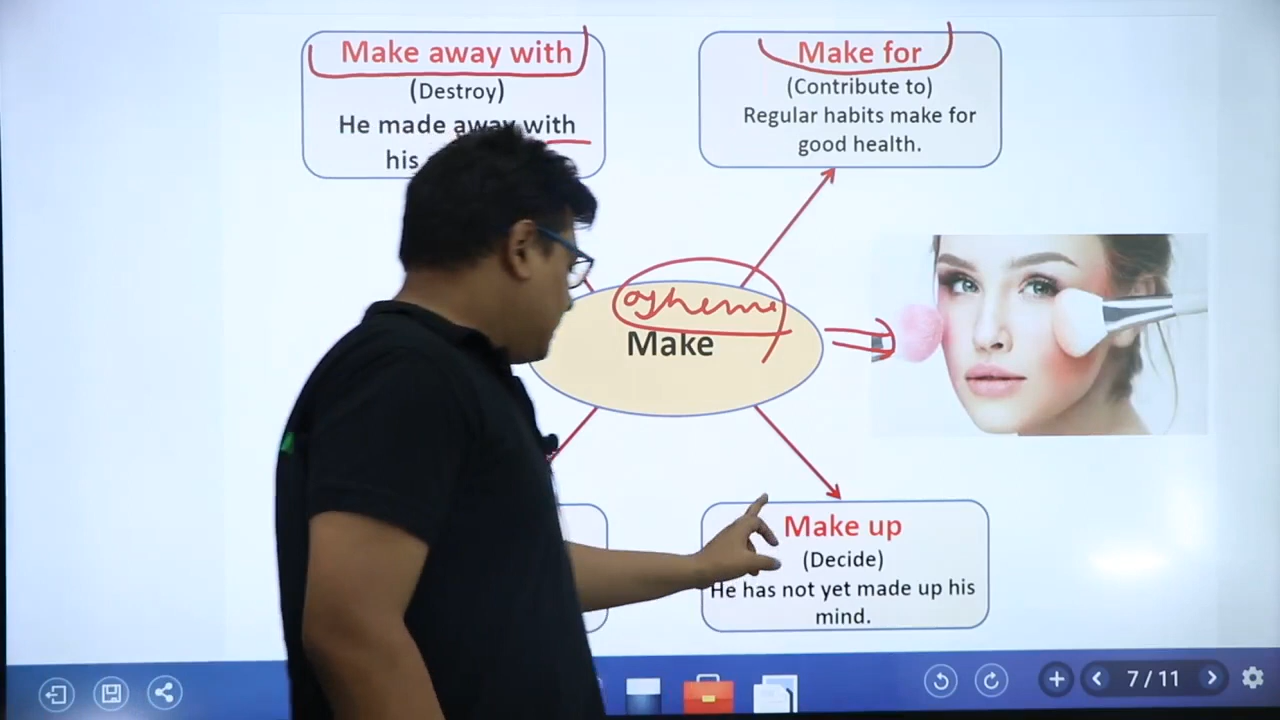 Make away with
(Destroy)
He made away with
his
Make for
(Contribute to)
Regular habits make for
good health.
Make
Make up
(Decide)
He has not yet made up his
mind.
7 / 11